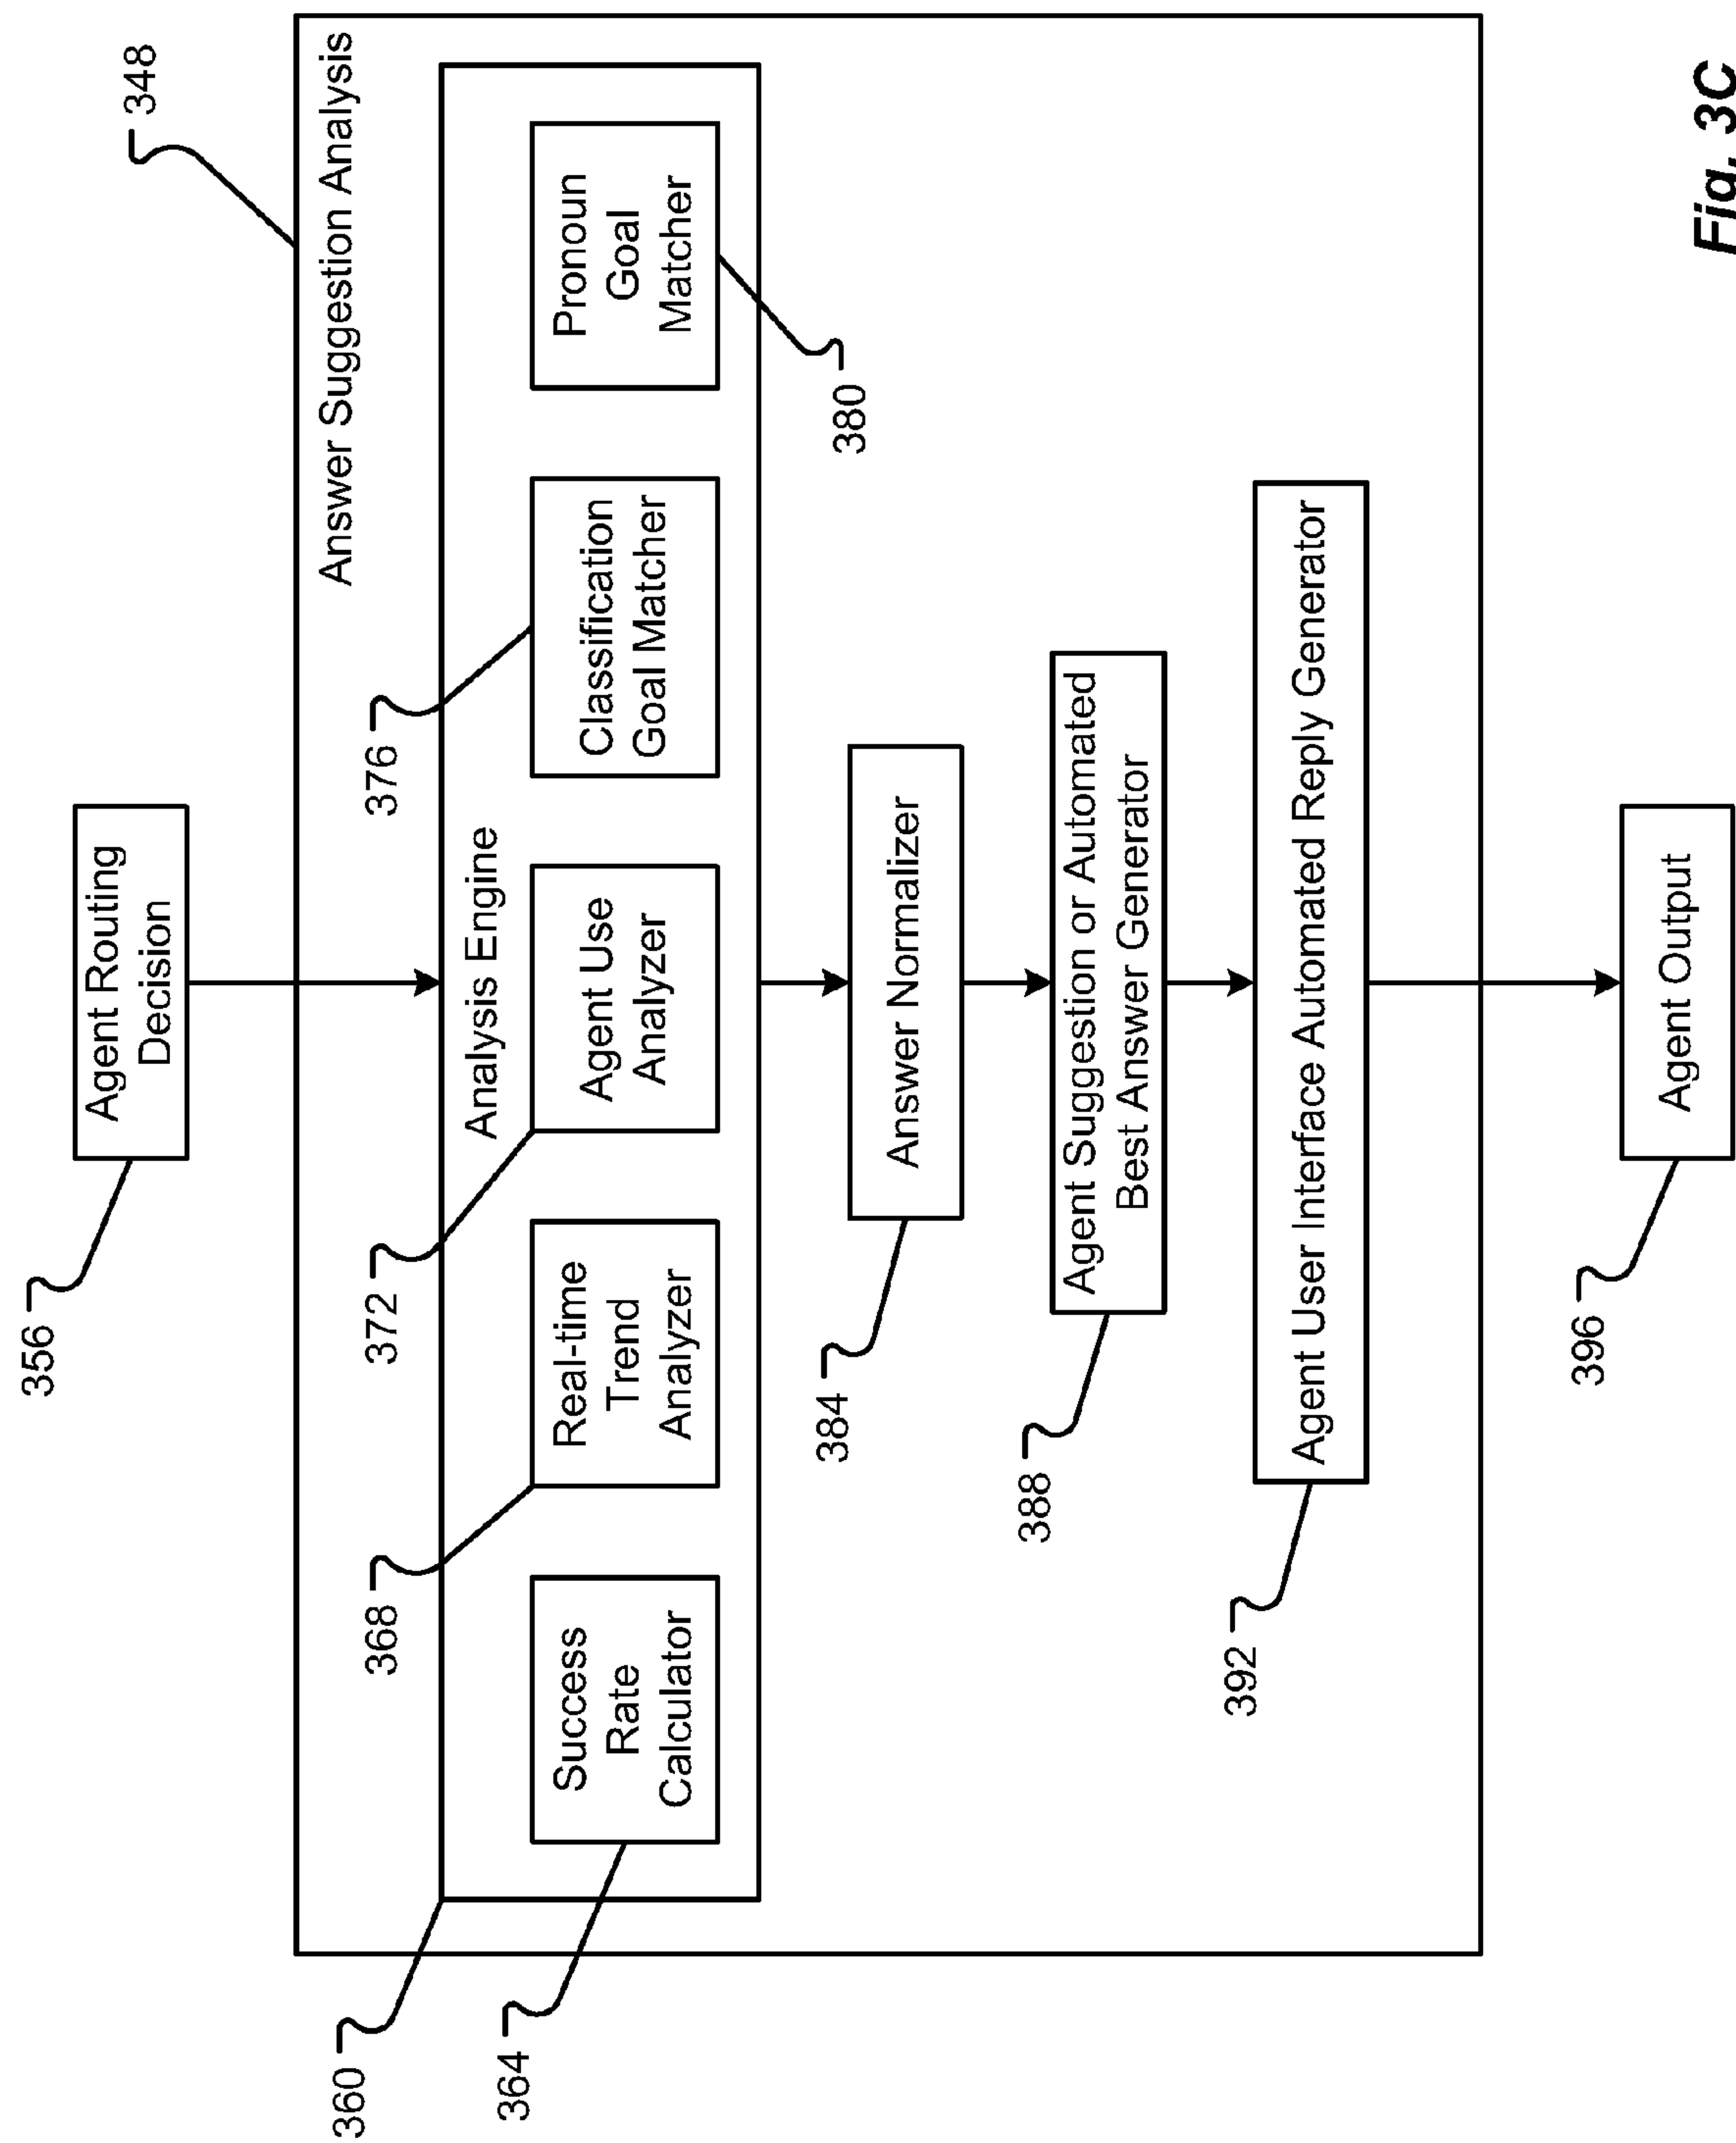 356
Agent Routing
Decision
348
Answer Suggestion Analysis
360
Analysis Engine
368
372
376
364
Success
Rate
Calculator
Real-time
Trend
Analyzer
Agent Use
Analyzer
Classification
Goal Matcher
Pronoun
Goal
Matcher
380
384
Answer Normalizer
388
Agent Suggestion or Automated
Best Answer Generator
392
Agent User Interface Automated Reply Generator
396
Agent Output
Fig. 3C